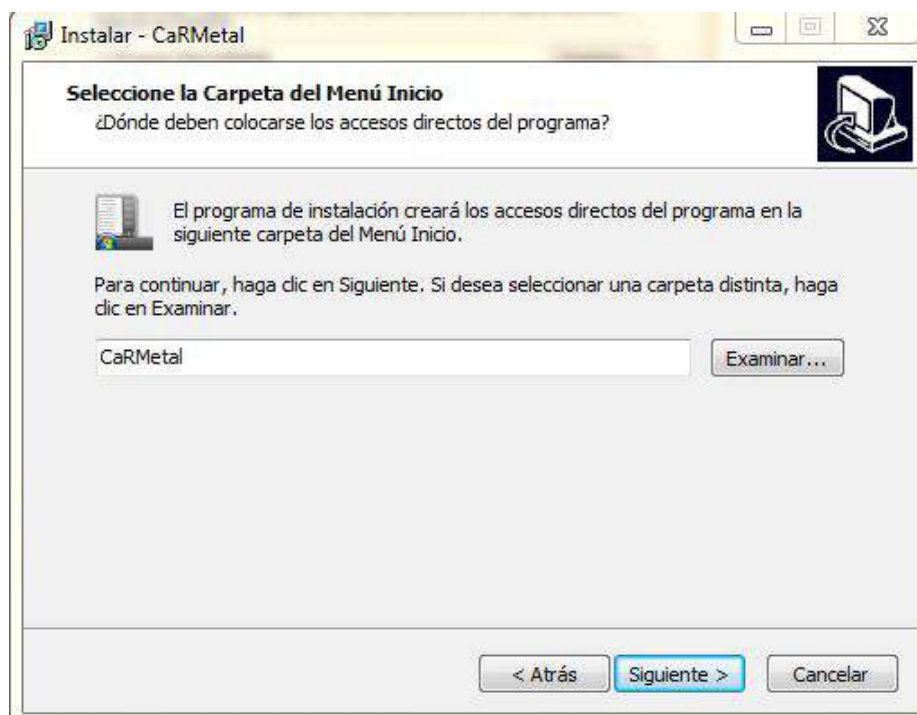 Instalar - CaRMetal
Seleccione la Carpeta del Menú Inicio
¿Dónde deben colocarse los accesos directos del programa?
El programa de instalación creará los accesos directos del programa en la
siguiente carpeta del Menú Inicio.
Para continuar, haga clic en Siguiente. Si desea seleccionar una carpeta distinta, haga
clic en Examinar.
CaRMetal
Examinar...
< Atrás
Siguiente >
Cancelar